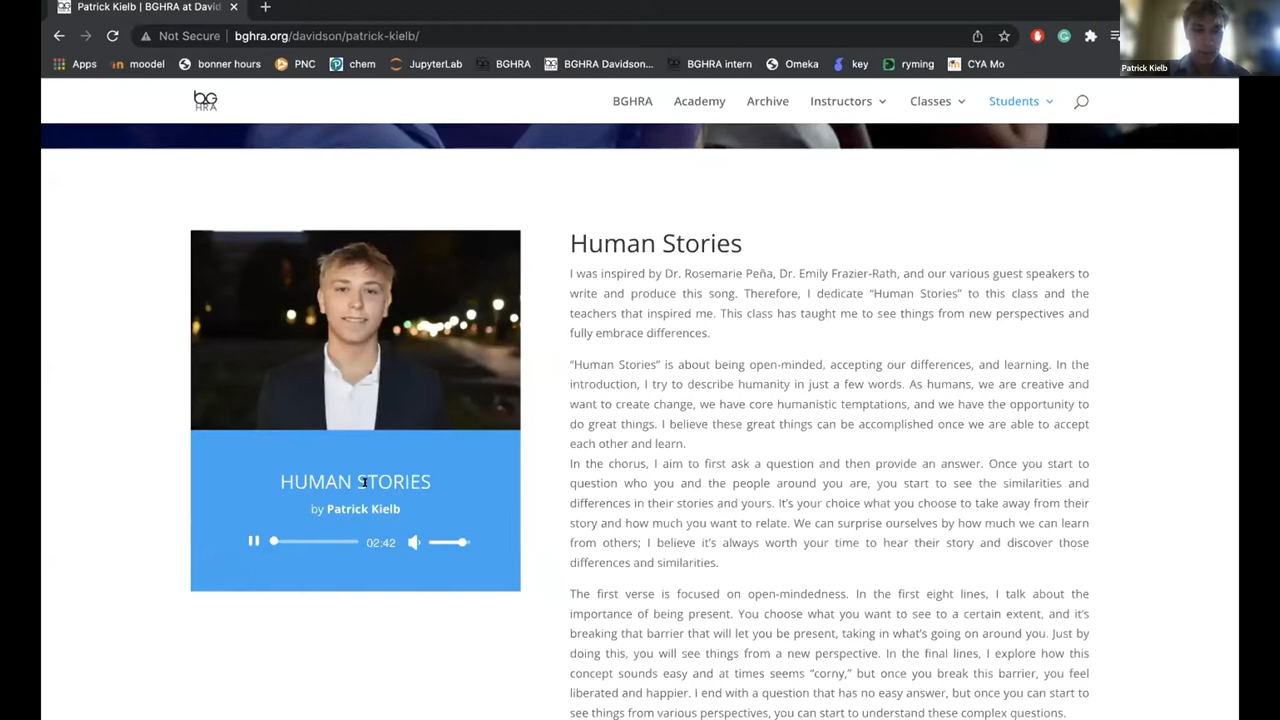 Patrick Kielb | BGHRA at David
Not Secure | bghra.org/davidson/patrick-kielb/
Apps moodel bonner hours PNC chem JupyterLab BGHRA BGHRA Davidson... BGHRA intern Omeka key ryming CYA Mo
Patrick Kielb
bG
HRA
BGHRA Academy Archive Instructors Classes Students
Human Stories
I was inspired by Dr. Rosemarie Peña, Dr. Emily Frazier-Rath, and our various guest speakers to
write and produce this song. Therefore, I dedicate “Human Stories” to this class and the
teachers that inspired me. This class has taught me to see things from new perspectives and
fully embrace differences.
“Human Stories” is about being open-minded, accepting our differences, and learning. In the
introduction, I try to describe humanity in just a few words. As humans, we are creative and
want to create change, we have core humanistic temptations, and we have the opportunity to
do great things. I believe these great things can be accomplished once we are able to accept
each other and learn.
In the chorus, I aim to first ask a question and then provide an answer. Once you start to
question who you and the people around you are, you start to see the similarities and
differences in their stories and yours. It’s your choice what you choose to take away from their
story and how much you want to relate. We can surprise ourselves by how much we can learn
from others; I believe it’s always worth your time to hear their story and discover those
differences and similarities.
The first verse is focused on open-mindedness. In the first eight lines, I talk about the
importance of being present. You choose what you want to see to a certain extent, and it’s
breaking that barrier that will let you be present, taking in what’s going on around you. Just by
doing this, you will see things from a new perspective. In the final lines, I explore how this
concept sounds easy and at times seems “corny,” but once you break this barrier, you feel
liberated and happier. I end with a question that has no easy answer, but once you can start to
see things from various perspectives, you can start to understand these complex questions.
HUMAN STORIES
by Patrick Kielb
02:42